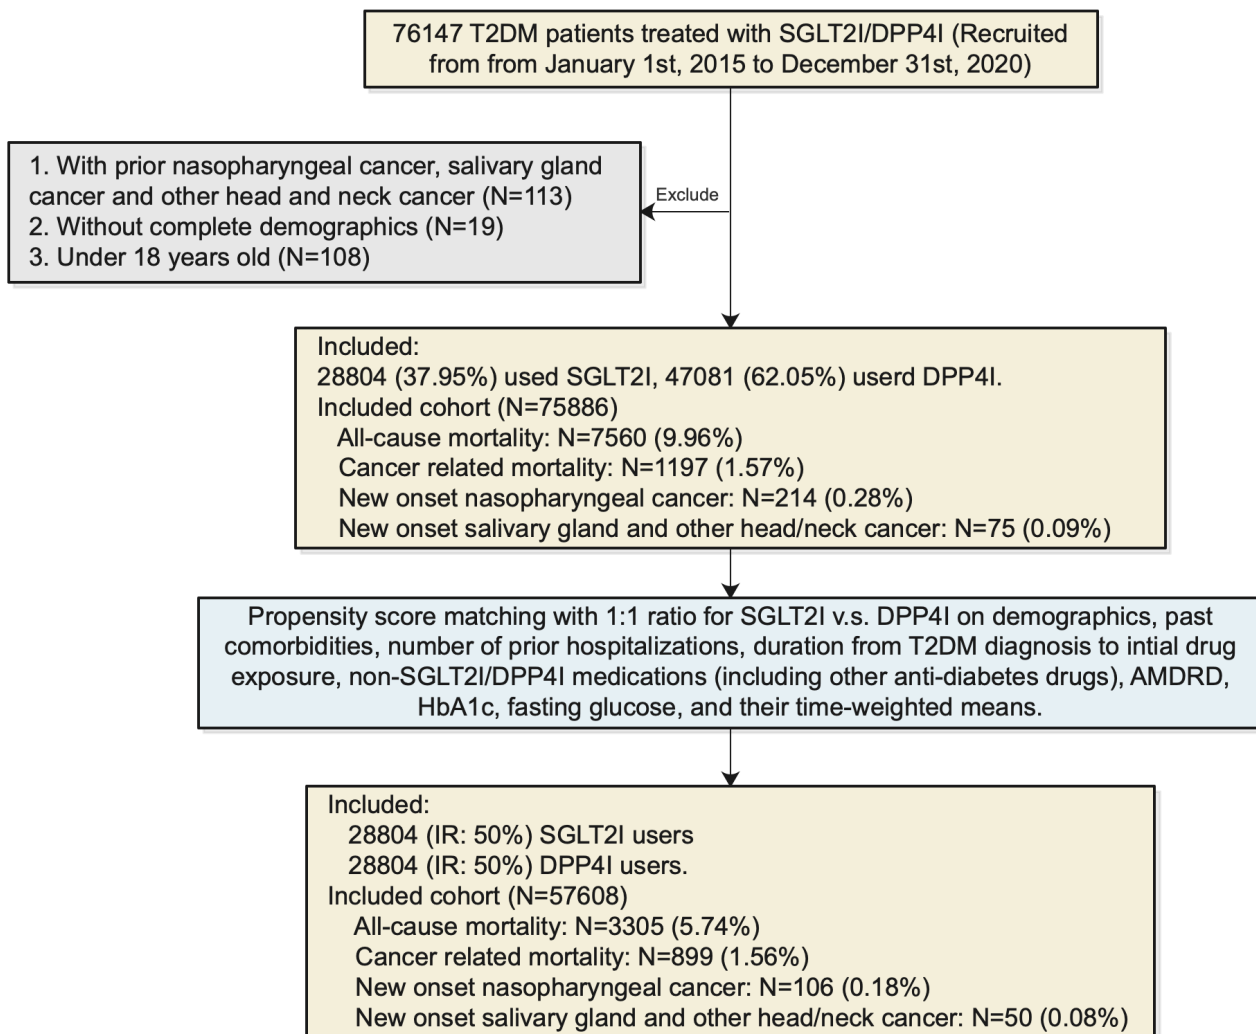 76147 T2DM patients treated with SGLT2I/DPP4I (Recruited
from from January 1st, 2015 to December 31st, 2020)
1. With prior nasopharyngeal cancer, salivary gland
cancer and other head and neck cancer (N=113)
2. Without complete demographics (N=19)
3. Under 18 years old (N=108)
Exclude
Included:
28804 (37.95%) used SGLT2I, 47081 (62.05%) userd DPP4I.
Included cohort (N=75886)
All-cause mortality: N=7560 (9.96%)
Cancer related mortality: N=1197 (1.57%)
New onset nasopharyngeal cancer: N=214 (0.28%)
New onset salivary gland and other head/neck cancer: N=75 (0.09%)
Propensity score matching with 1:1 ratio for SGLT2I v.s. DPP4I on demographics, past
comorbidities, number of prior hospitalizations, duration from T2DM diagnosis to intial drug
exposure, non-SGLT2I/DPP4I medications (including other anti-diabetes drugs), AMDRD,
HbA1c, fasting glucose, and their time-weighted means.
Included:
28804 (IR: 50%) SGLT2I users
28804 (IR: 50%) DPP4I users.
Included cohort (N=57608)
All-cause mortality: N=3305 (5.74%)
Cancer related mortality: N=899 (1.56%)
New onset nasopharyngeal cancer: N=106 (0.18%)
New onset salivary gland and other head/neck cancer: N=50 (0.08%)